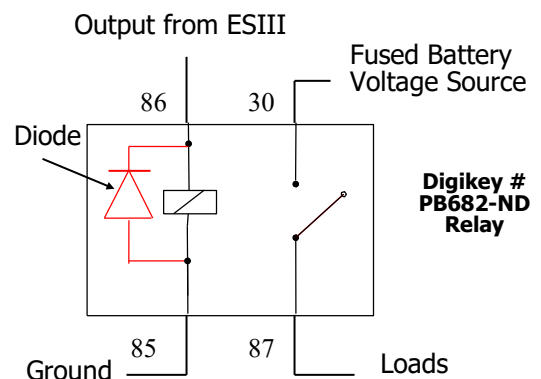 Output from ESIII
Fused Battery
Voltage Source
86
30
Diode
Digikey #
PB682-ND
Relay
85
87
Ground
Loads